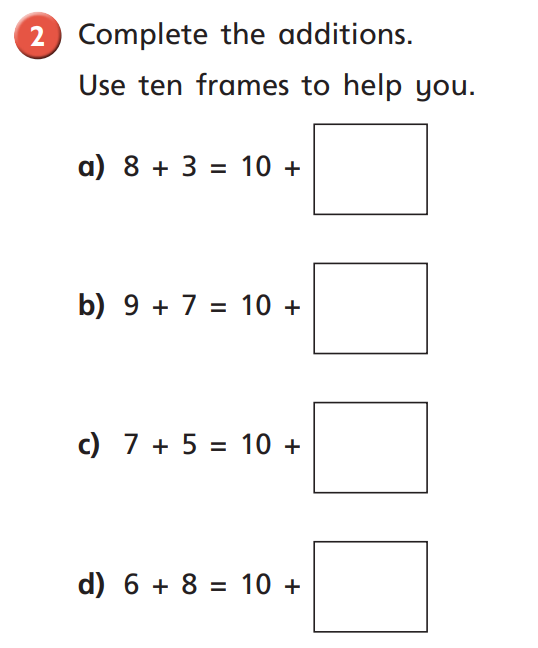 2 Complete the additions.
Use ten frames to help you.
a) 8 + 3 = 10 +
b) 9 + 7 = 10 +
c) 7 + 5 = 10 +
d) 6 + 8 = 10 +